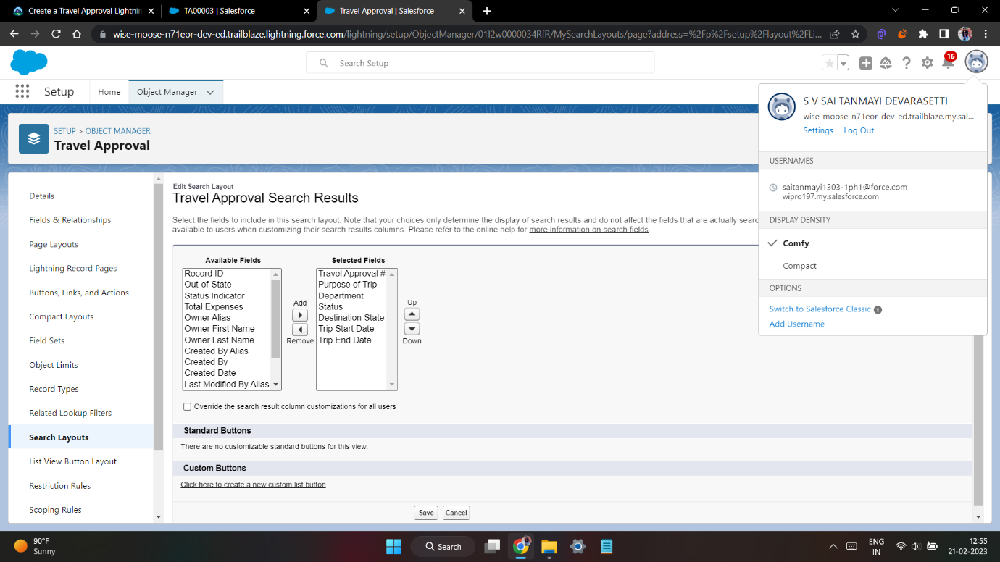 Create a Travel Approval Lightnin
TA00003 | Salesforce
Travel Approval | Salesforce
wise-moose-n71eor-dev-ed.trailblaze.lightning.force.com/lightning/setup/ObjectManager/01I2w0000034RfR/MySearchLayouts/page?address=%2Fp%2Fsetup%2Flayout%2FLi...
Search Setup
16
Setup
Home
Object Manager
SETUP > OBJECT MANAGER
Travel Approval
S V SAI TANMAYI DEVARASETTI
wise-moose-n71eor-dev-ed.trailblaze.my.sal...
Settings Log Out
USERNAMES
saitanmayi1303-1ph1@force.com
wipro197.my.salesforce.com
DISPLAY DENSITY
Comfy
Compact
OPTIONS
Switch to Salesforce Classic
Add Username
Details
Fields & Relationships
Page Layouts
Lightning Record Pages
Buttons, Links, and Actions
Compact Layouts
Field Sets
Object Limits
Record Types
Related Lookup Filters
Search Layouts
List View Button Layout
Restriction Rules
Scoping Rules
Edit Search Layout
Travel Approval Search Results
Select the fields to include in this search layout. Note that your choices only determine the display of search results and do not affect the fields that are actually searc
available to users when customizing their search results columns. Please refer to the online help for more information on search fields.
Available Fields
Record ID
Out-of-State
Status Indicator
Total Expenses
Owner Alias
Owner First Name
Owner Last Name
Created By Alias
Created By
Created Date
Last Modified By Alias
Add
Remove
Selected Fields
Travel Approval #
Purpose of Trip
Department
Status
Destination State
Trip Start Date
Trip End Date
Up
Down
Override the search result column customizations for all users
Standard Buttons
There are no customizable standard buttons for this view.
Custom Buttons
Click here to create a new custom list button
Save Cancel
90°F
Sunny
Search
ENG
IN
12:55
21-02-2023